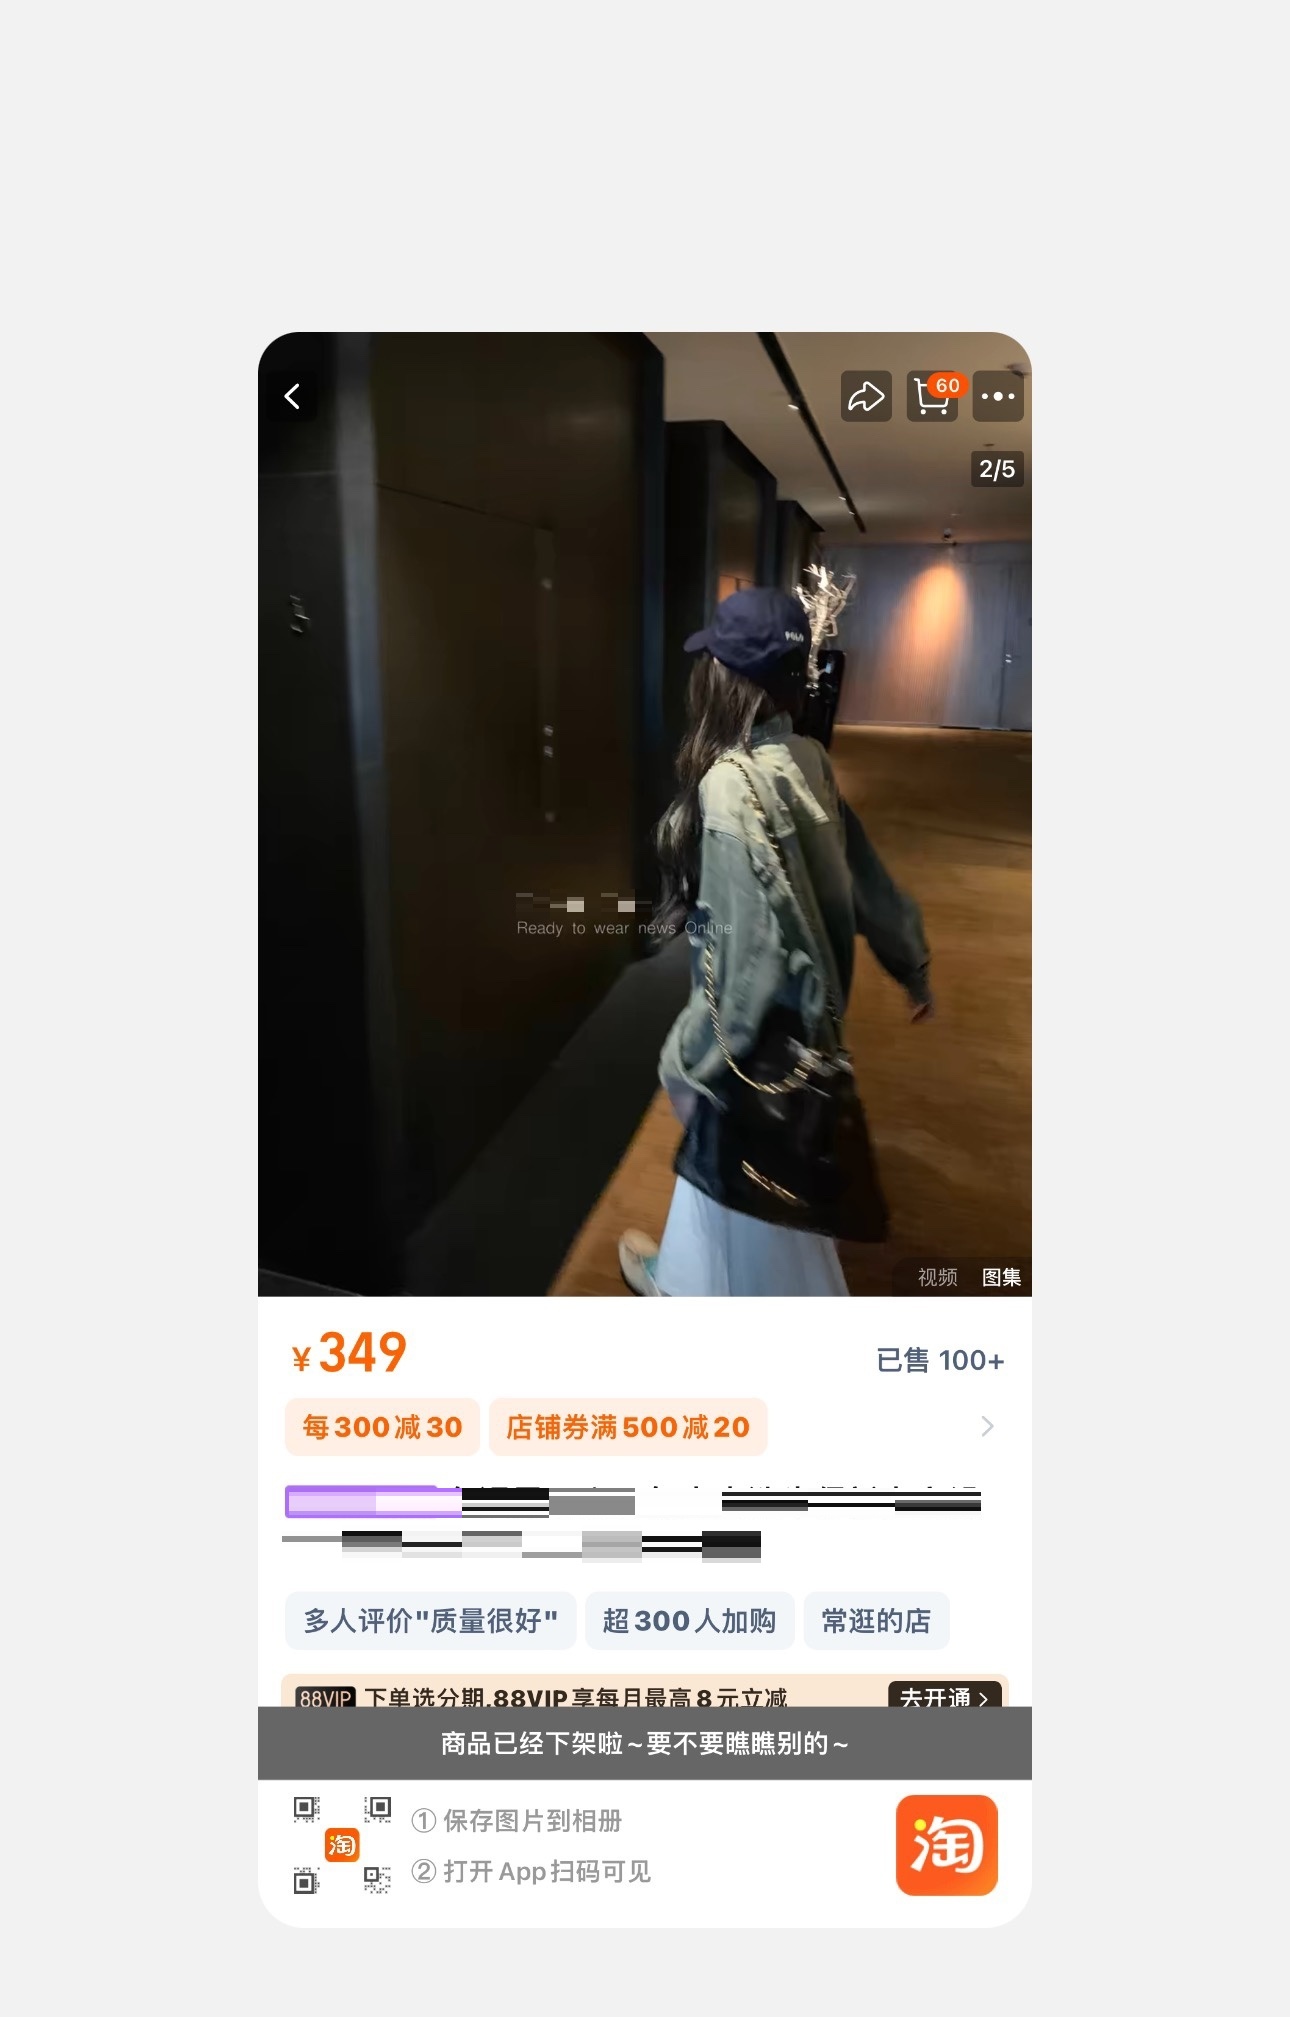 60
2/5
POLO
Ready to wear news Online
视频 图集
¥349 已售 100+
每300减30 店铺券满500减20
多人评价"质量很好" 超300人加购 常逛的店
88VIP 下单选分期,88VIP享每月最高8元立减 去开通
商品已经下架啦~要不要瞧瞧别的~
① 保存图片到相册
② 打开App扫码可见
淘
淘